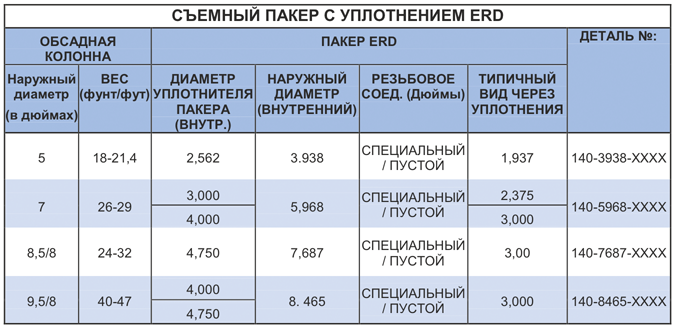 СЪЕМНЫЙ ПАКЕР С УПЛОТНЕНИЕМ ERD
ОБСАДНАЯ
КОЛОННА
ПАКЕР ERD
ДЕТАЛЬ №:
Наружный
диаметр
(в дюймах)
ВЕС
(фунт/фут)
ДИАМЕТР
УПЛОТНИТЕЛЯ
ПАКЕРА
(ВНУТР.)
НАРУЖНЫЙ
ДИАМЕТР
(ВНУТРЕННИЙ)
РЕЗЬБОВОЕ
СОЕД. (Дюймы)
ТИПИЧНЫЙ
ВИД ЧЕРЕЗ
УПЛОТНЕНИЯ
5
18-21,4
2,562
3.938
СПЕЦИАЛЬНЫЙ
/ ПУСТОЙ
1,937
140-3938-XXXX
7
26-29
3,000
4,000
5,968
СПЕЦИАЛЬНЫЙ
/ ПУСТОЙ
2,375
3,000
140-5968-XXXX
8,5/8
24-32
4,750
7,687
СПЕЦИАЛЬНЫЙ
/ ПУСТОЙ
3,00
140-7687-XXXX
9,5/8
40-47
4,000
4,750
8. 465
СПЕЦИАЛЬНЫЙ
/ ПУСТОЙ
3,000
140-8465-XXXX